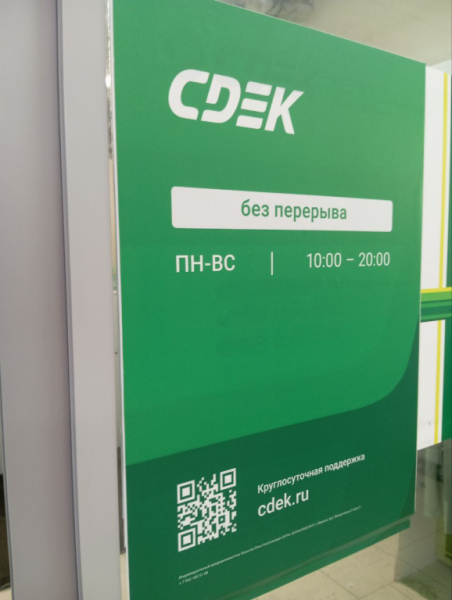 CDEK
без перерыва
ПН-ВС | 10:00 – 20:00
Круглосуточная поддержка
cdek.ru